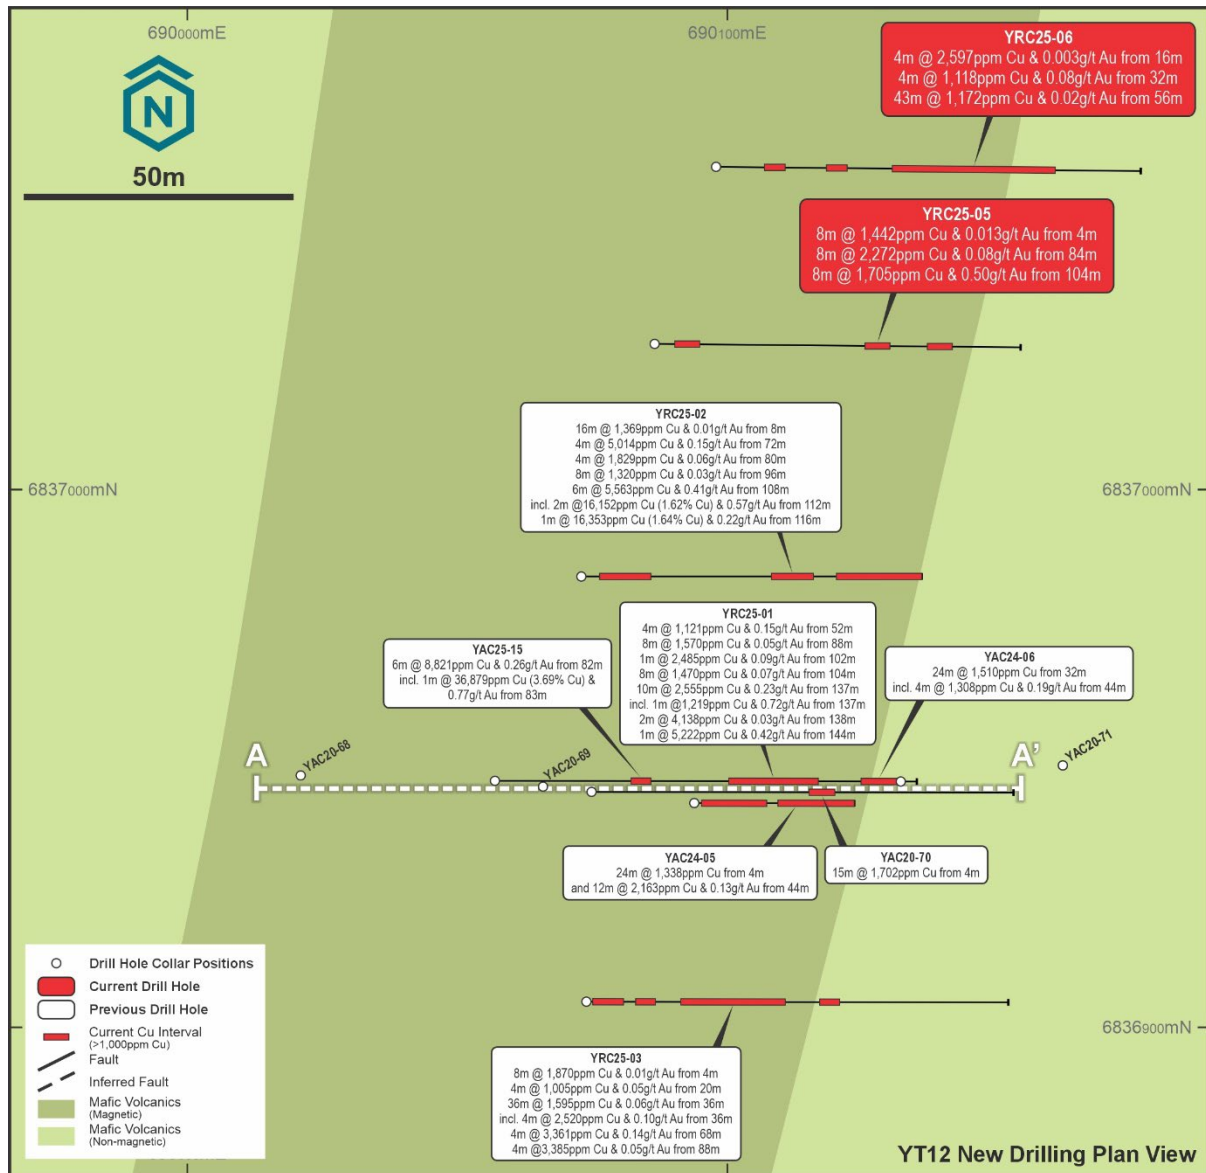 690000mE
690100mE
N
50m
YRC25-06
4m @ 2,597ppm Cu & 0.003g/t Au from 16m
4m @ 1,118ppm Cu & 0.08g/t Au from 32m
43m @ 1,172ppm Cu & 0.02g/t Au from 56m
YRC25-05
8m @ 1,442ppm Cu & 0.013g/t Au from 4m
8m @ 2,272ppm Cu & 0.08g/t Au from 84m
8m @ 1,705ppm Cu & 0.50g/t Au from 104m
YRC25-02
16m @ 1,369ppm Cu & 0.01g/t Au from 8m
4m @ 5,014ppm Cu & 0.15g/t Au from 72m
4m @ 1,829ppm Cu & 0.06g/t Au from 80m
8m @ 1,320ppm Cu & 0.03g/t Au from 96m
6m @ 5,563ppm Cu & 0.41g/t Au from 108m
incl. 2m @16,152ppm Cu (1.62% Cu) & 0.57g/t Au from 112m
1m @ 16,353ppm Cu (1.64% Cu) & 0.22g/t Au from 116m
6837000mN
6837000mN
YRC25-01
4m @ 1,121ppm Cu & 0.15g/t Au from 52m
8m @ 1,570ppm Cu & 0.05g/t Au from 88m
1m @ 2,485ppm Cu & 0.09g/t Au from 102m
8m @ 1,470ppm Cu & 0.07g/t Au from 104m
10m @ 2,555ppm Cu & 0.23g/t Au from 137m
incl. 1m @1,219ppm Cu & 0.72g/t Au from 137m
2m @ 4,138ppm Cu & 0.03g/t Au from 138m
1m @ 5,222ppm Cu & 0.42g/t Au from 144m
YAC25-15
6m @ 8,821ppm Cu & 0.26g/t Au from 82m
incl. 1m @ 36,879ppm Cu (3.69% Cu) &
0.77g/t Au from 83m
YAC24-06
24m @ 1,510ppm Cu from 32m
incl. 4m @ 1,308ppm Cu & 0.19g/t Au from 44m
A
YAC20-68
YAC20-69
A'
YAC20-71
YAC24-05
24m @ 1,338ppm Cu from 4m
and 12m @ 2,163ppm Cu & 0.13g/t Au from 44m
YAC20-70
15m @ 1,702ppm Cu from 4m
Drill Hole Collar Positions
Current Drill Hole
Previous Drill Hole
Current Cu Interval
(>1,000ppm Cu)
Fault
Inferred Fault
Mafic Volcanics
(Magnetic)
Mafic Volcanics
(Non-magnetic)
6836900mN
YRC25-03
8m @ 1,870ppm Cu & 0.01g/t Au from 4m
4m @ 1,005ppm Cu & 0.05g/t Au from 20m
36m @ 1,595ppm Cu & 0.06g/t Au from 36m
incl. 4m @ 2,520ppm Cu & 0.10g/t Au from 36m
4m @ 3,361ppm Cu & 0.14g/t Au from 68m
4m @3,385ppm Cu & 0.05g/t Au from 88m
YT12 New Drilling Plan View